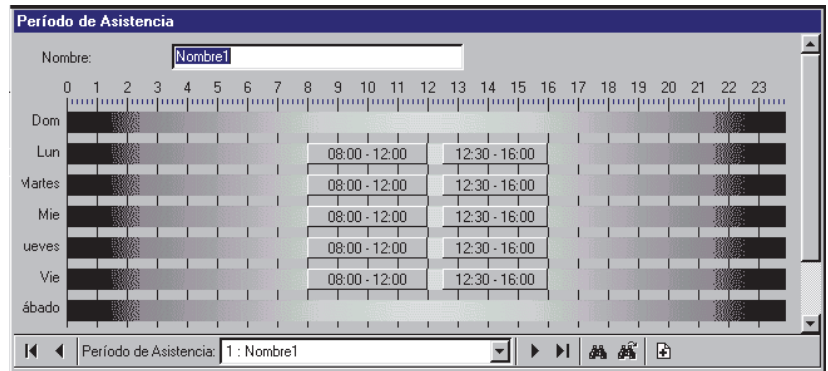 Período de Asistencia
Nombre: Nombre1
0 1 2 3 4 5 6 7 8 9 10 11 12 13 14 15 16 17 18 19 20 21 22 23
Dom
Lun 08:00 - 12:00 12:30 - 16:00
Martes 08:00 - 12:00 12:30 - 16:00
Mie 08:00 - 12:00 12:30 - 16:00
ueves 08:00 - 12:00 12:30 - 16:00
Vie 08:00 - 12:00 12:30 - 16:00
ábado
Período de Asistencia: 1 : Nombre1